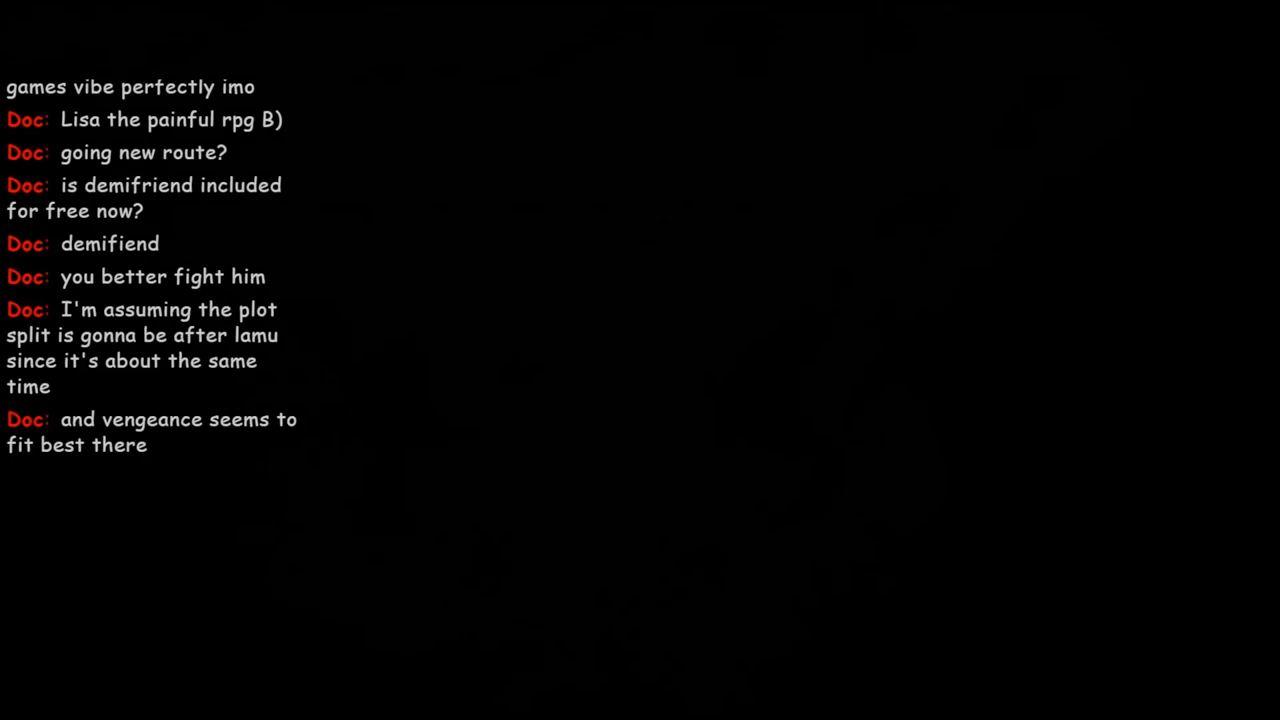 games vibe perfectly imo
Doc: Lisa the painful rpg B)
Doc: going new route?
Doc: is demifriend included
for free now?
Doc: demifiend
Doc: you better fight him
Doc: I'm assuming the plot
split is gonna be after lamu
since it's about the same
time
Doc: and vengeance seems to
fit best there